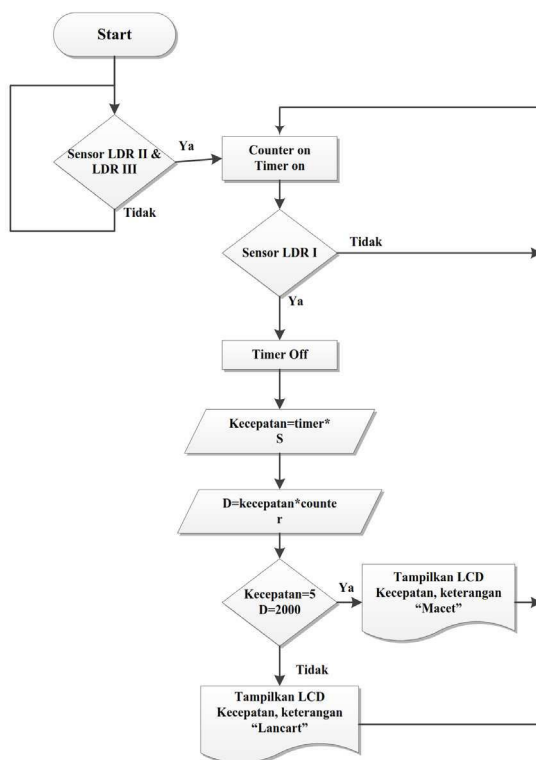 Start
Sensor LDR II &
LDR III
Ya
Tidak
Counter on
Timer on
Sensor LDR I
Tidak
Ya
Timer Off
Kecepatan=timer*
S
D=kecepatan*counte
r
Kecepatan=5
D=2000
Ya
Tampilkan LCD
Kecepatan, keterangan
“Macet”
Tidak
Tampilkan LCD
Kecepatan, keterangan
“Lancart”